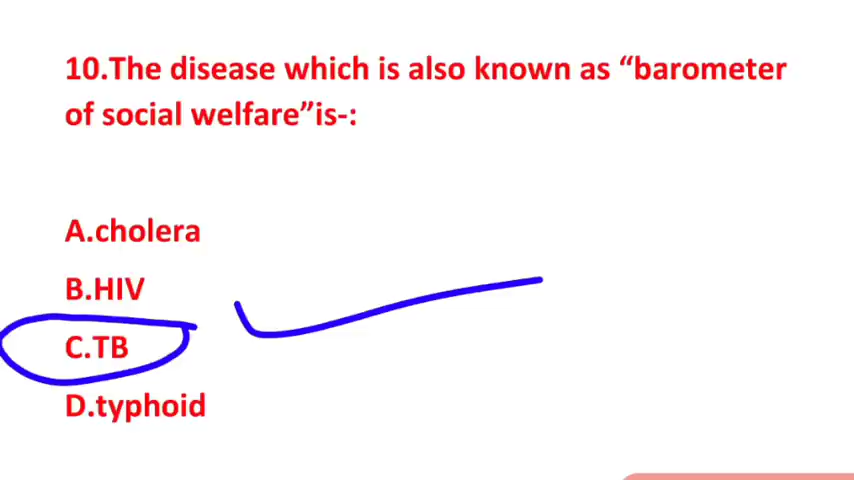 10.The disease which is also known as “barometer
of social welfare”is-:
A.cholera
B.HIV
C.TB
D.typhoid